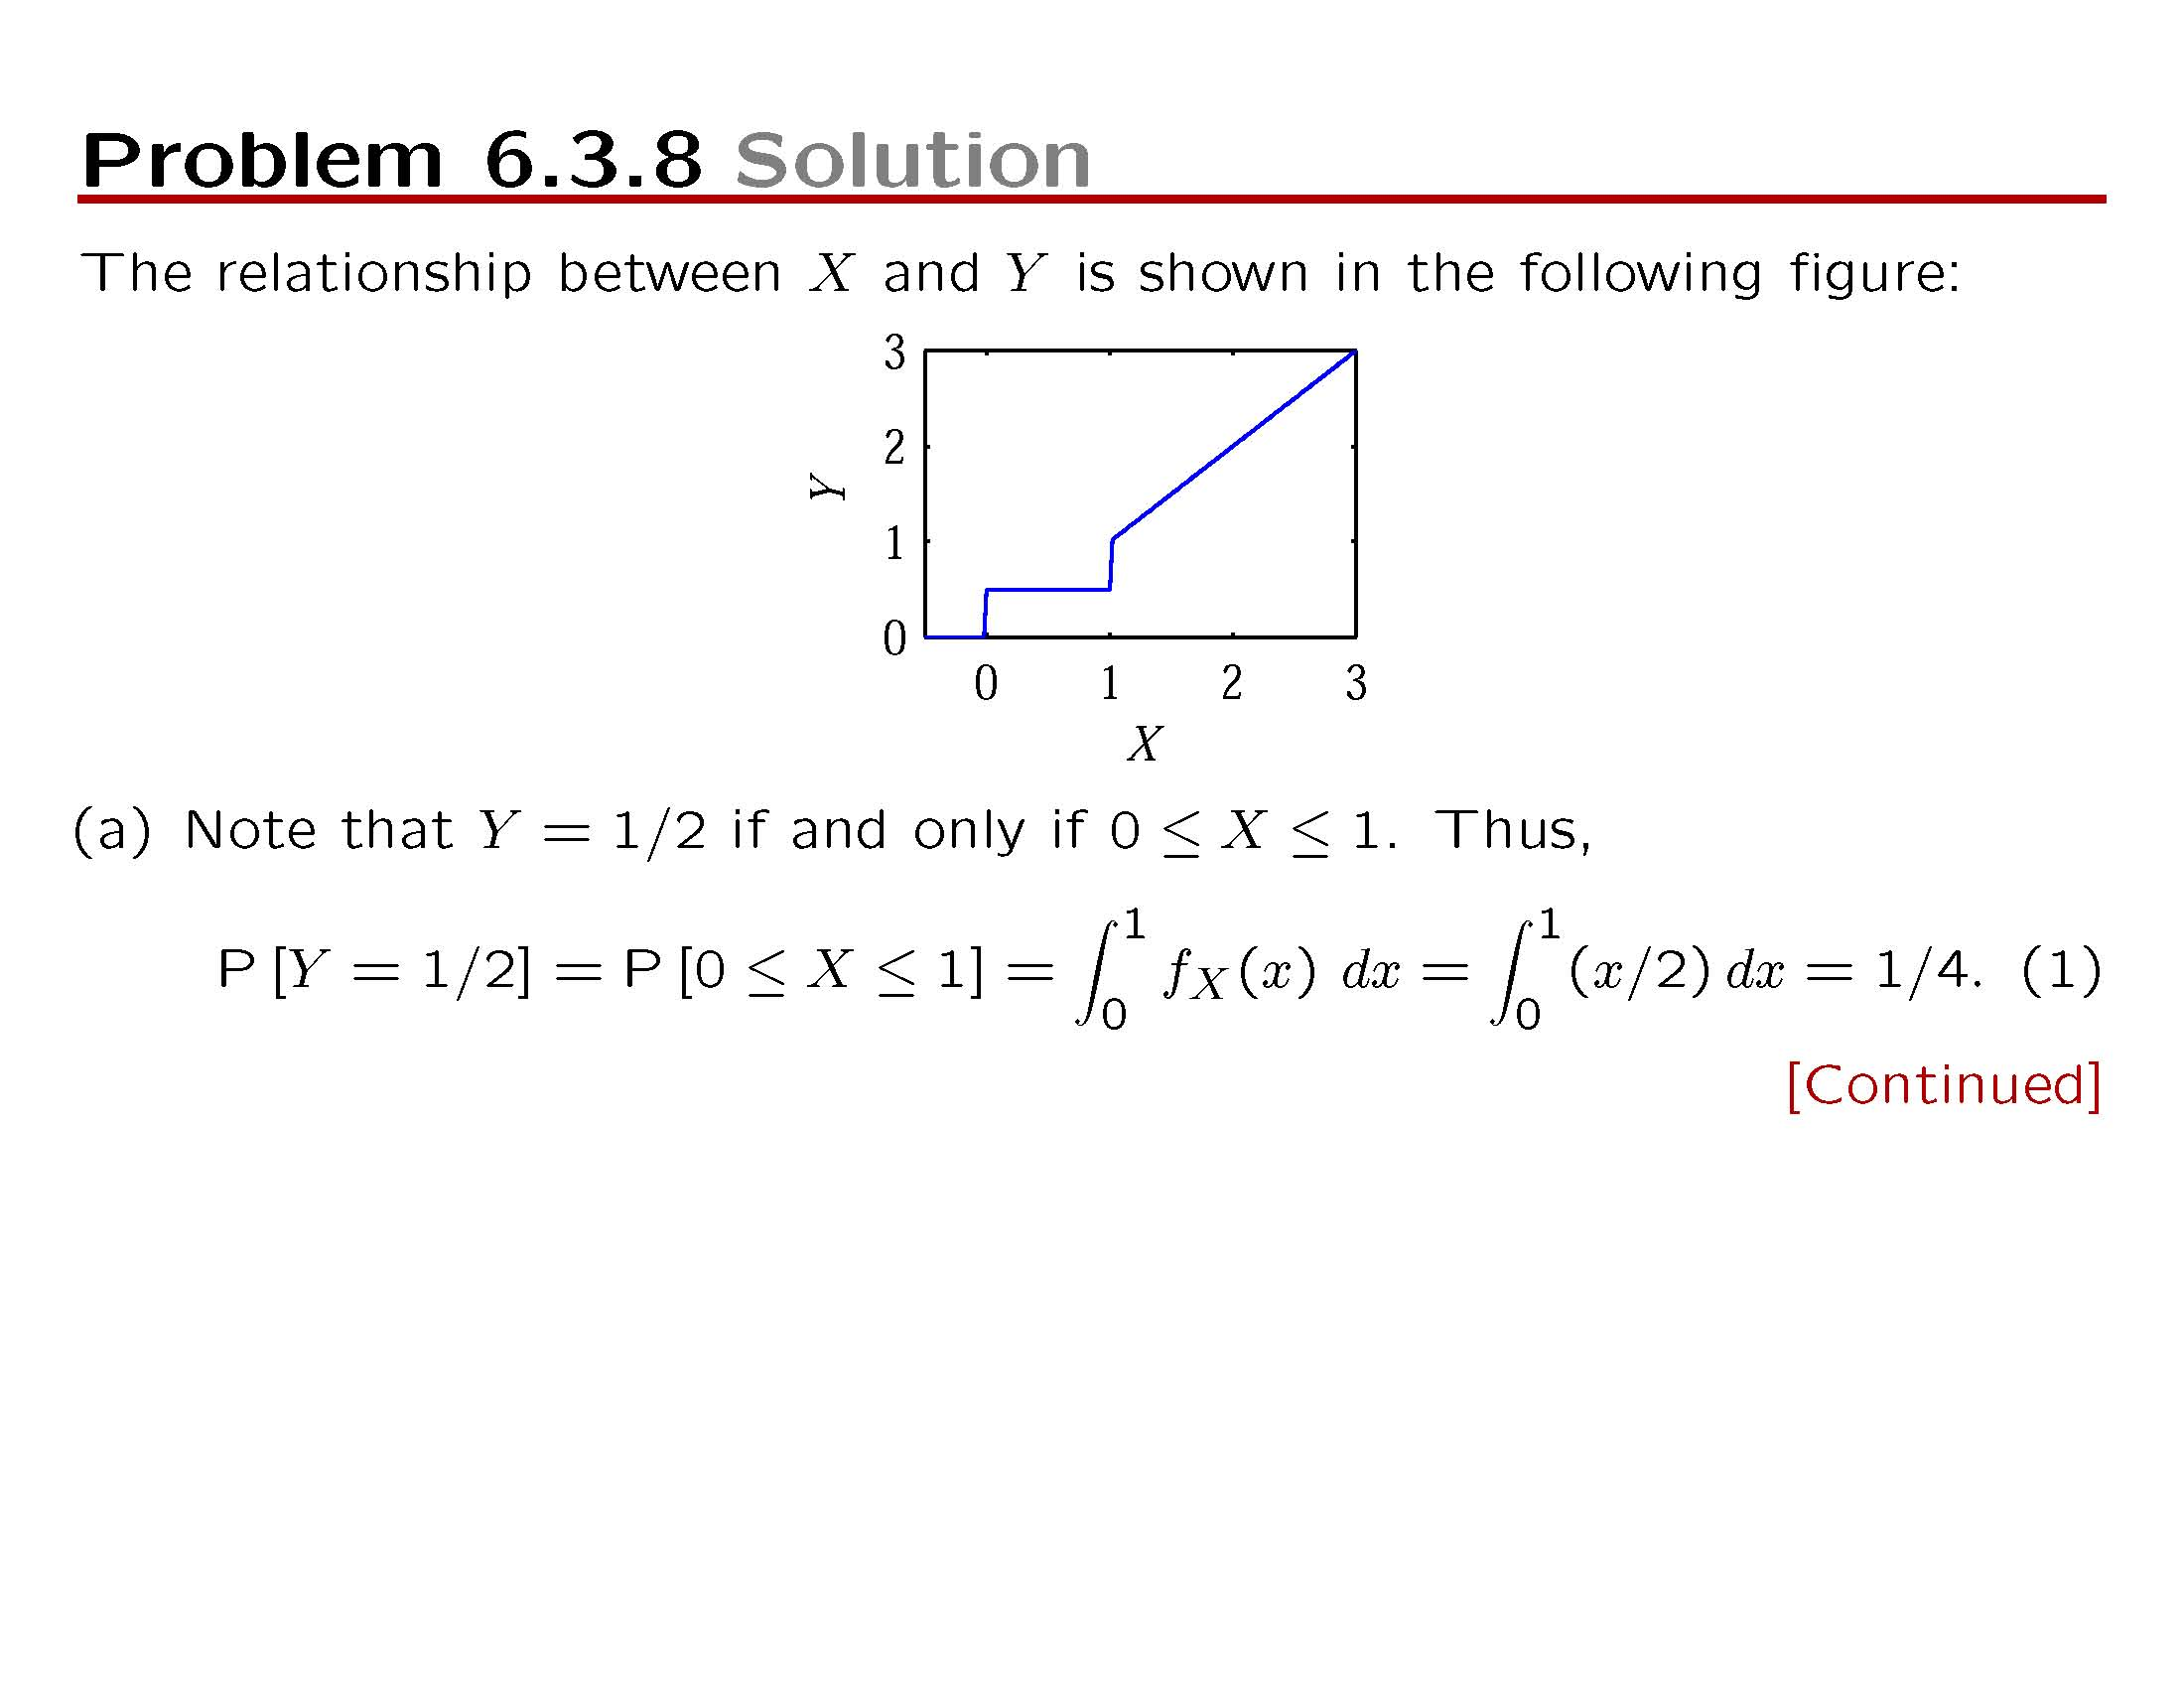 Problem 6.3.8 Solution
The relationship between X and Y is shown in the following figure:
3
2
1
0
Y
0 1 2 3
X
(a) Note that Y = 1/2 if and only if 0 ≤ X ≤ 1. Thus,
P [Y = 1/2] = P [0 ≤ X ≤ 1] = ∫_0^1 f_X(x) dx = ∫_0^1 (x/2) dx = 1/4. (1)
[Continued]